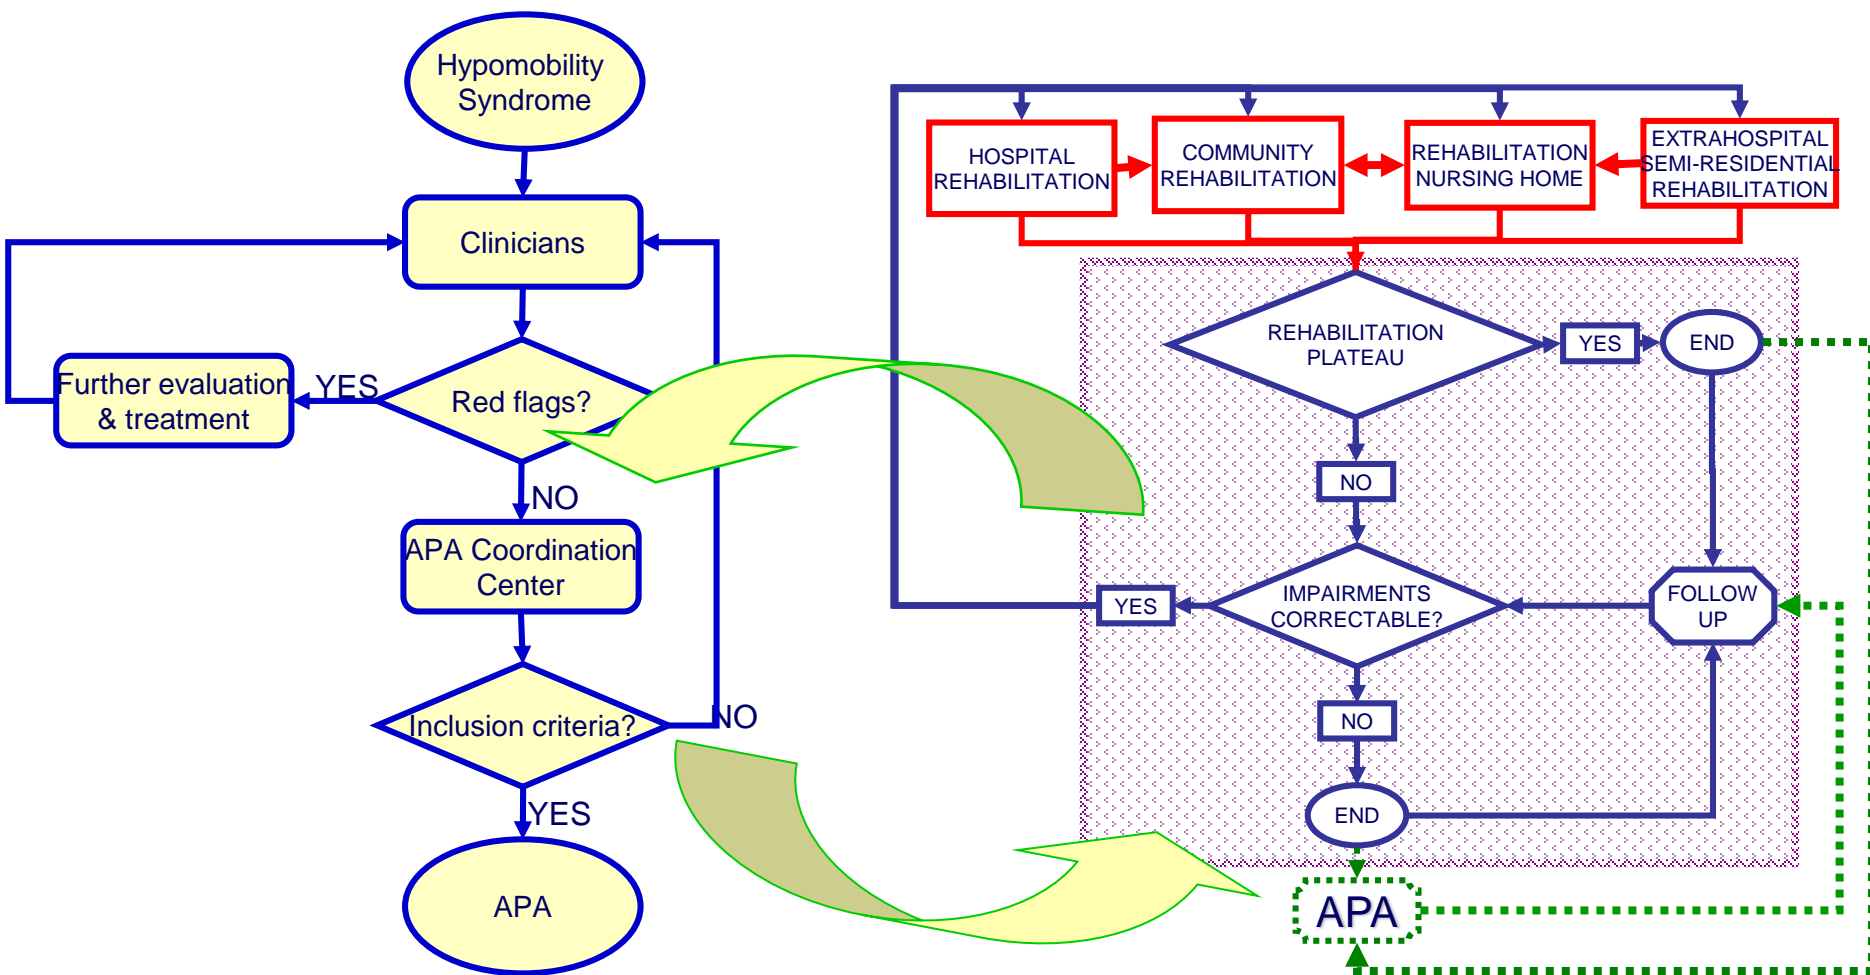 Hypomobility
Syndrome
Clinicians
Further evaluation
& treatment
YES
Red flags?
NO
APA Coordination
Center
Inclusion criteria?
NO
YES
APA
HOSPITAL
REHABILITATION
COMMUNITY
REHABILITATION
REHABILITATION
NURSING HOME
EXTRAHOSPITAL
SEMI-RESIDENTIAL
REHABILITATION
REHABILITATION
PLATEAU
YES
END
NO
YES
IMPAIRMENTS
CORRECTABLE?
FOLLOW
UP
NO
END
APA